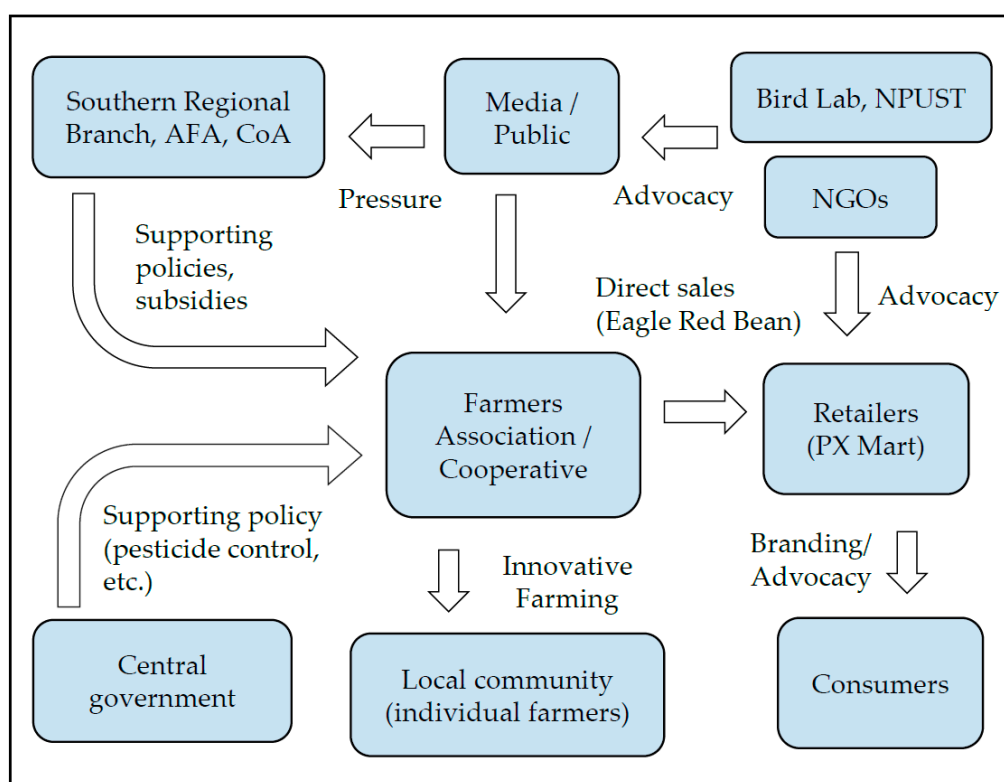 Southern Regional
Branch, AFA, CoA
Media /
Public
Bird Lab, NPUST
NGOs
Pressure
Advocacy
Supporting
policies,
subsidies
Direct sales
(Eagle Red Bean)
Advocacy
Farmers
Association /
Cooperative
Retailers
(PX Mart)
Supporting policy
(pesticide control,
etc.)
Innovative
Farming
Branding/
Advocacy
Central
government
Local community
(individual farmers)
Consumers